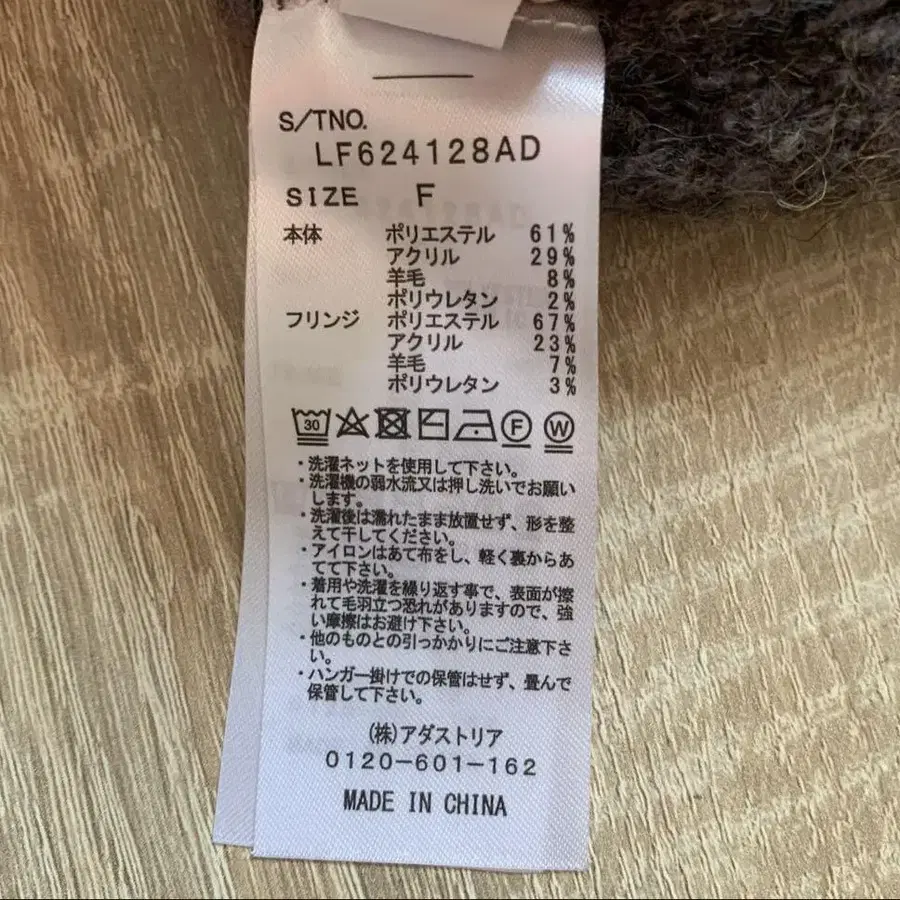 S/TNO.
LF624128AD
SIZE F
本体 ポリエステル 61%
アクリル 29%
羊毛 8%
ポリウレタン 2%
フリンジ ポリエステル 67%
アクリル 23%
羊毛 7%
ポリウレタン 3%
30 F W
・洗濯ネットを使用して下さい。
・洗濯機の弱水流又は押し洗いでお願い
します。
・洗濯後は濡れたまま放置せず、形を整
えて干してください。
・アイロンはあて布をし、軽く裏からあ
てて下さい。
・着用や洗濯を繰り返す事で、表面が擦
れて毛羽立つ恐れがありますので、強
い摩擦はお避け下さい。
・他のものとの引っかかりにご注意下さ
い。
・ハンガー掛けでの保管はせず、畳んで
保管して下さい。
(株)アダストリア
0120-601-162
MADE IN CHINA